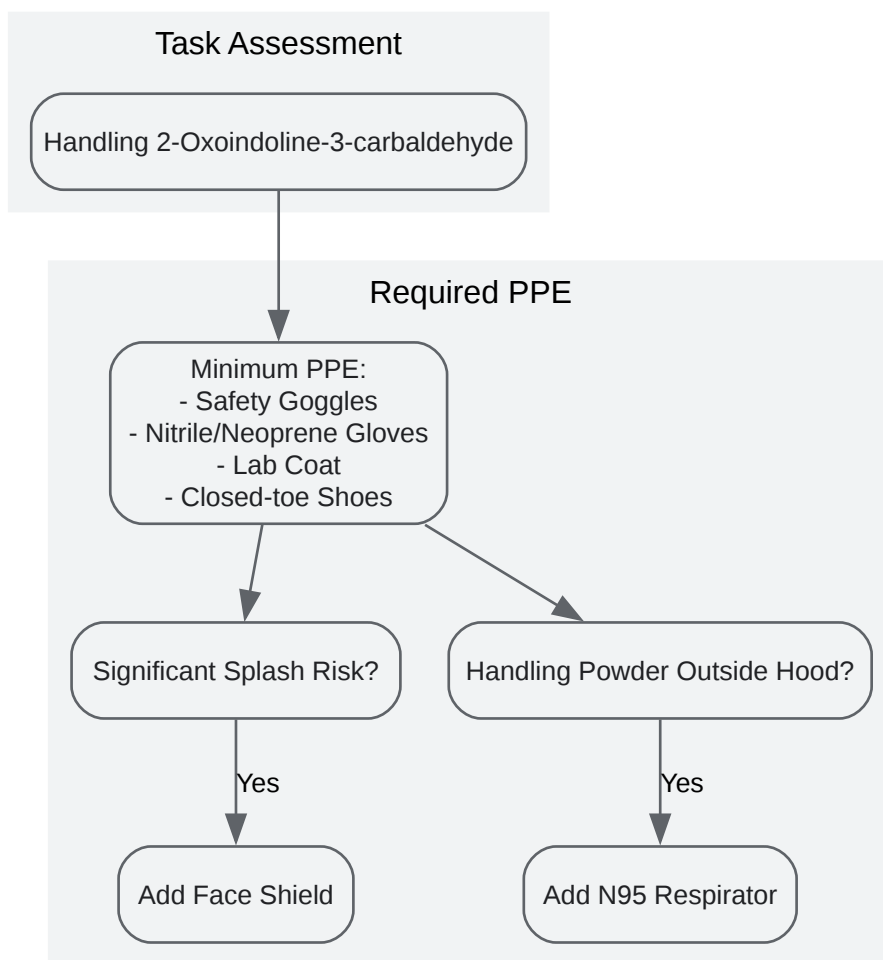 Task Assessment
Handling 2-Oxoindoline-3-carbaldehyde
Required PPE
Minimum PPE:
- Safety Goggles
- Nitrile/Neoprene Gloves
- Lab Coat
- Closed-toe Shoes
Significant Splash Risk?
Handling Powder Outside Hood?
Yes
Yes
Add Face Shield
Add N95 Respirator